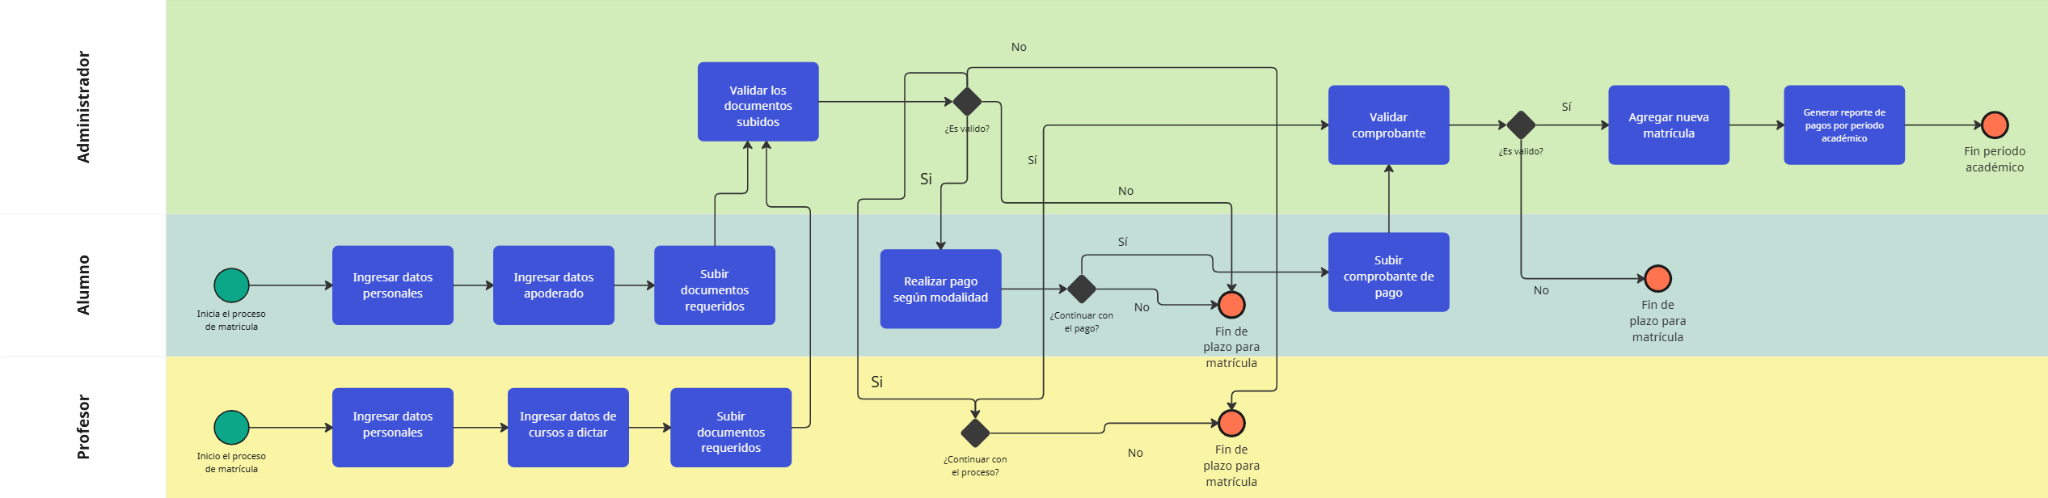 Administrador
No
Validar los
documentos
subidos
¿Es valido?
Si
Sí
No
Validar
comprobante
¿Es valido?
Sí
Agregar nueva
matrícula
Generar reporte de
pagos por periodo
académico
Fin periodo
académico
Alumno
Inicia el proceso
de matricula
Ingresar datos
personales
Ingresar datos
apoderado
Subir
documentos
requeridos
Realizar pago
según modalidad
¿Continuar con
el pago?
Sí
No
Fin de
plazo para
matrícula
Subir
comprobante de
pago
No
Fin de
plazo para
matrícula
Profesor
Inicio el proceso
de matrícula
Ingresar datos
personales
Ingresar datos de
cursos a dictar
Subir
documentos
requeridos
Si
¿Continuar con
el proceso?
No
Fin de
plazo para
matrícula